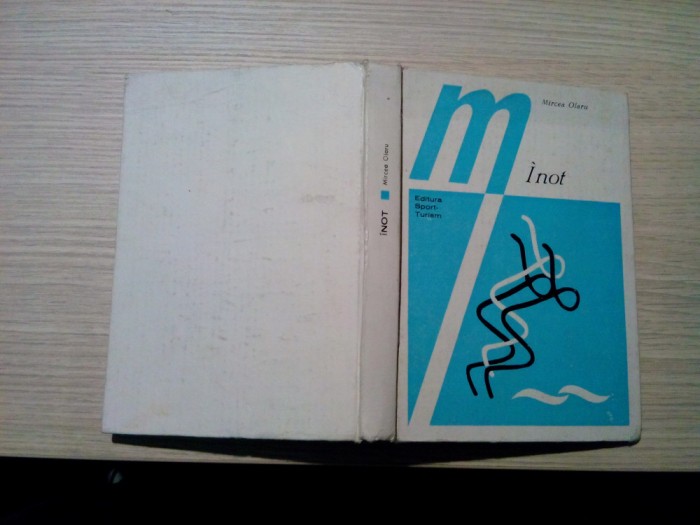 m
Mircea Olaru
Înot
Editura
Sport-
Turism
ÎNOT Mircea Olaru